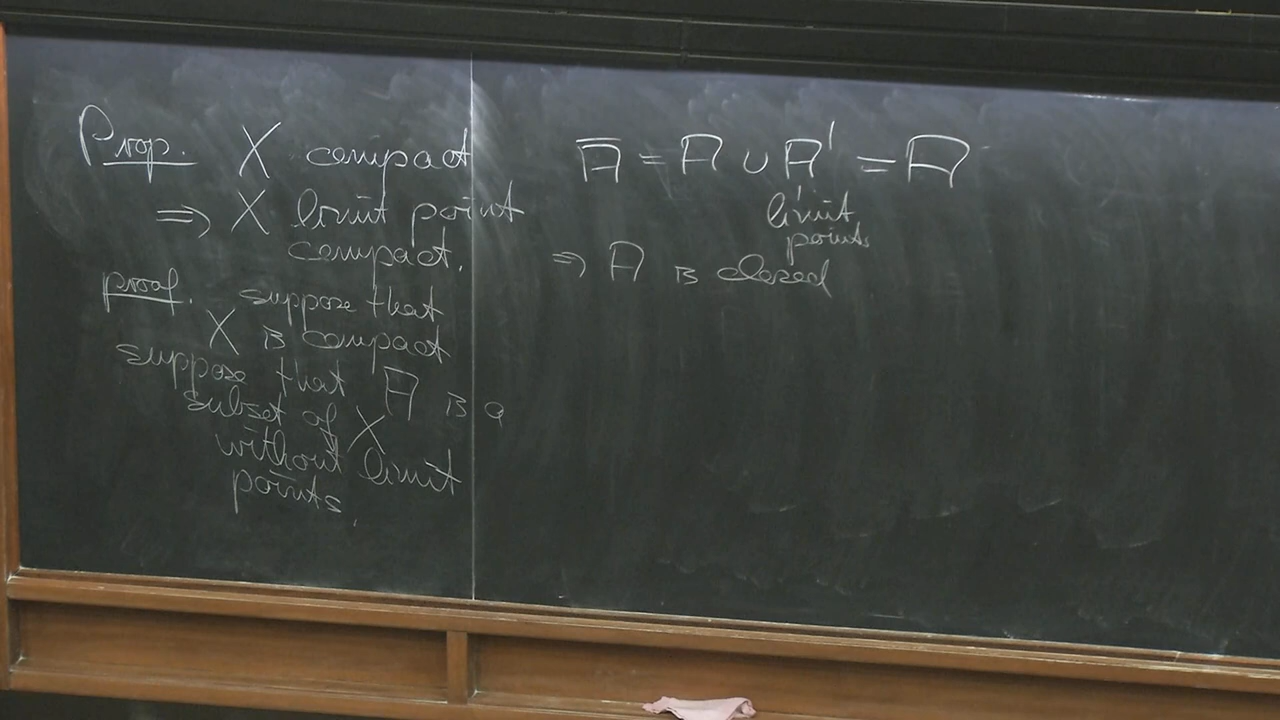 Prop. X compact
⇒ X limit point
compact.
proof. suppose that
X is compact
suppose that A is a
subset of X
without limit
points.
A̅ = A ∪ A' = A
limit
points
⇒ A is closed